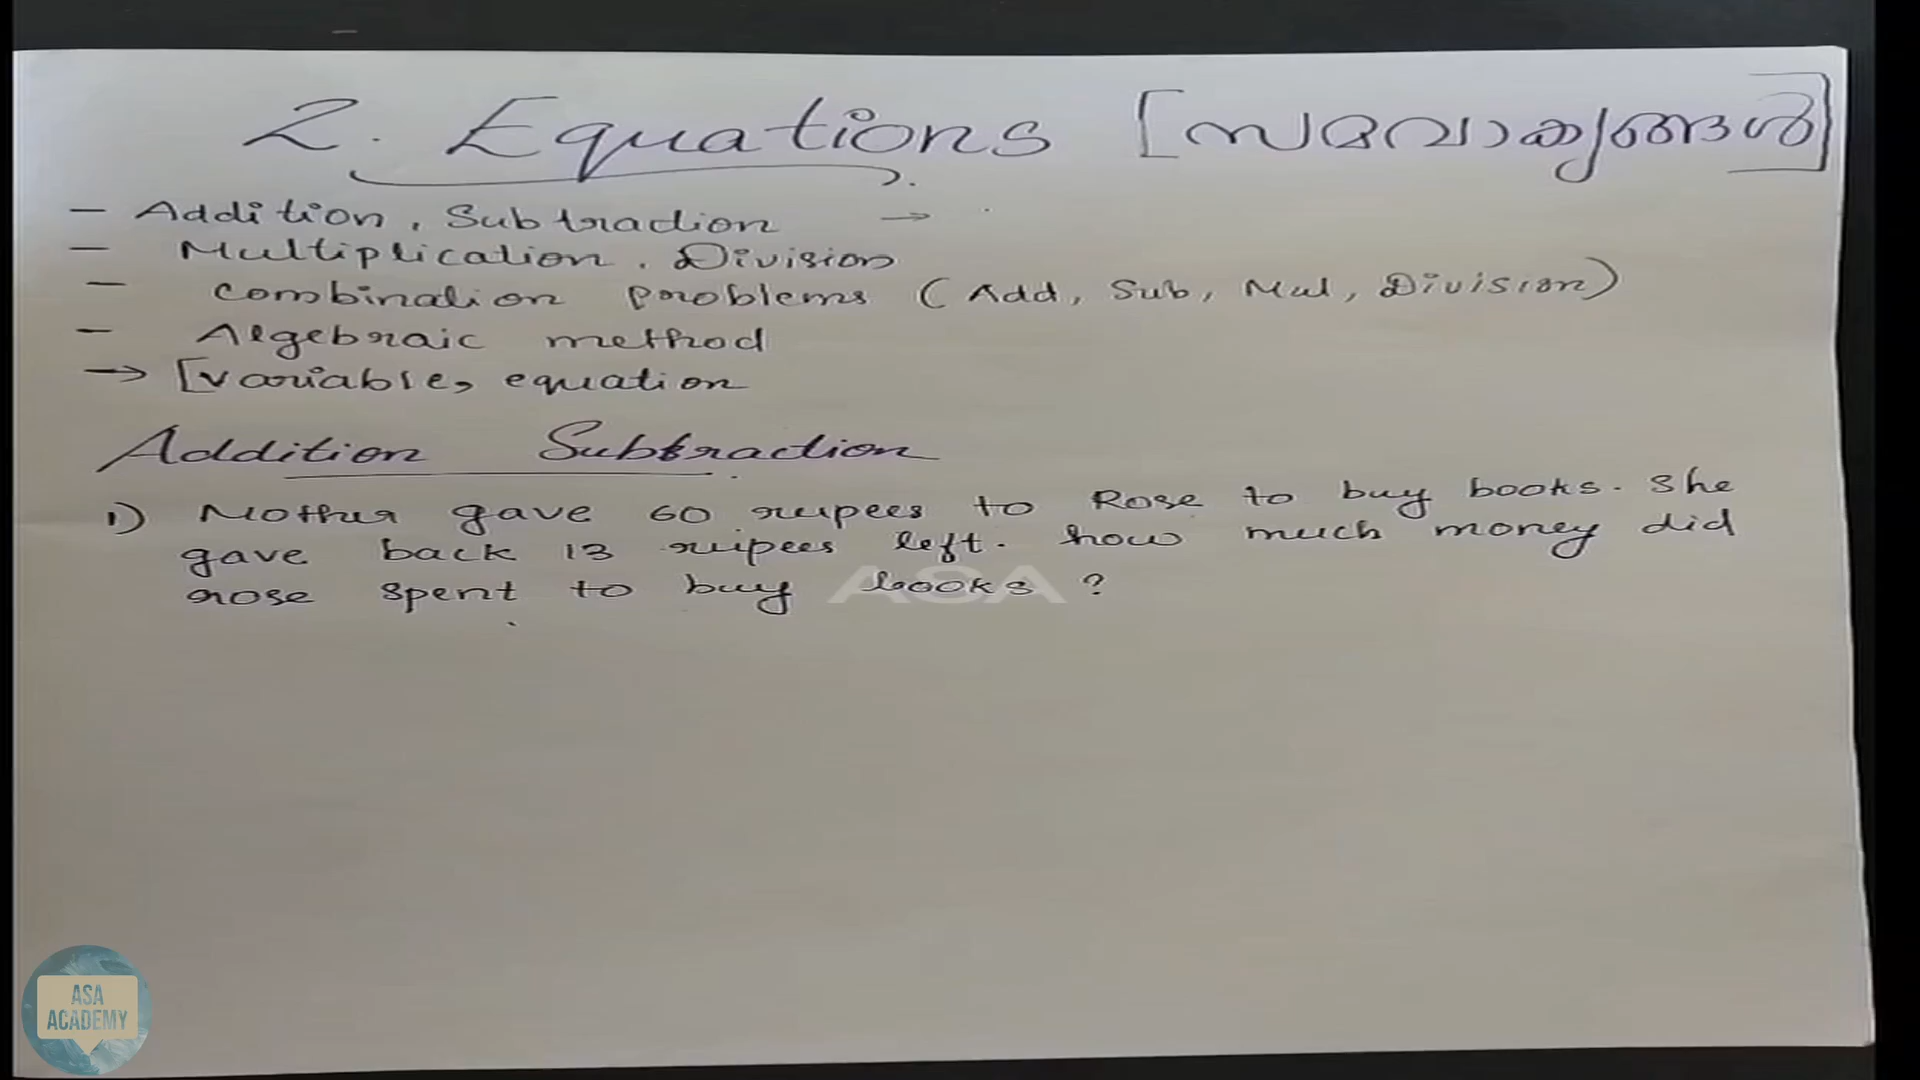 2. Equations [സമവാക്യങ്ങൾ]
- Addition, Subtraction →
- Multiplication. Division
- Combination problems (Add, Sub, Mul, Division)
- Algebraic method
→ [variable, equation
Addition Subtraction
1) Mother gave 60 rupees to Rose to buy books. She
gave back 13 rupees left. how much money did
rose spent to buy books ?
ASA
ASA
ACADEMY